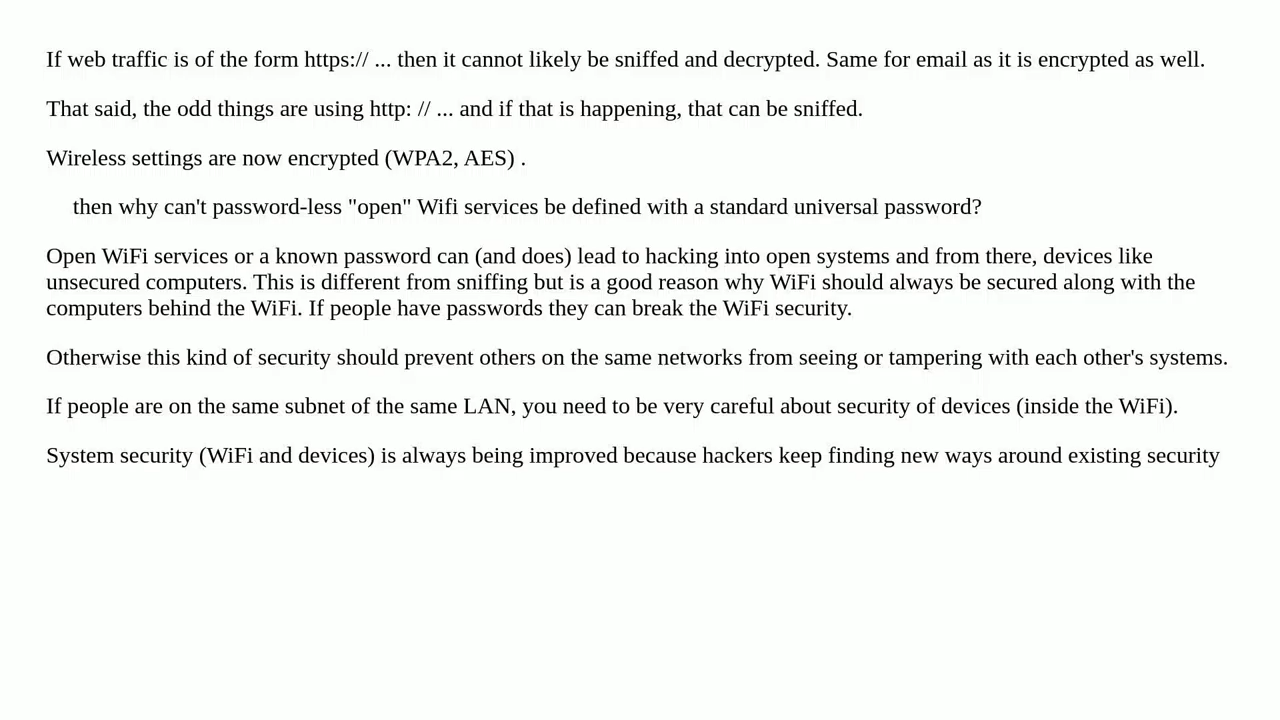 If web traffic is of the form https:// ... then it cannot likely be sniffed and decrypted. Same for email as it is encrypted as well.
That said, the odd things are using http: // ... and if that is happening, that can be sniffed.
Wireless settings are now encrypted (WPA2, AES) .
then why can't password-less "open" Wifi services be defined with a standard universal password?
Open WiFi services or a known password can (and does) lead to hacking into open systems and from there, devices like
unsecured computers. This is different from sniffing but is a good reason why WiFi should always be secured along with the
computers behind the WiFi. If people have passwords they can break the WiFi security.
Otherwise this kind of security should prevent others on the same networks from seeing or tampering with each other's systems.
If people are on the same subnet of the same LAN, you need to be very careful about security of devices (inside the WiFi).
System security (WiFi and devices) is always being improved because hackers keep finding new ways around existing security